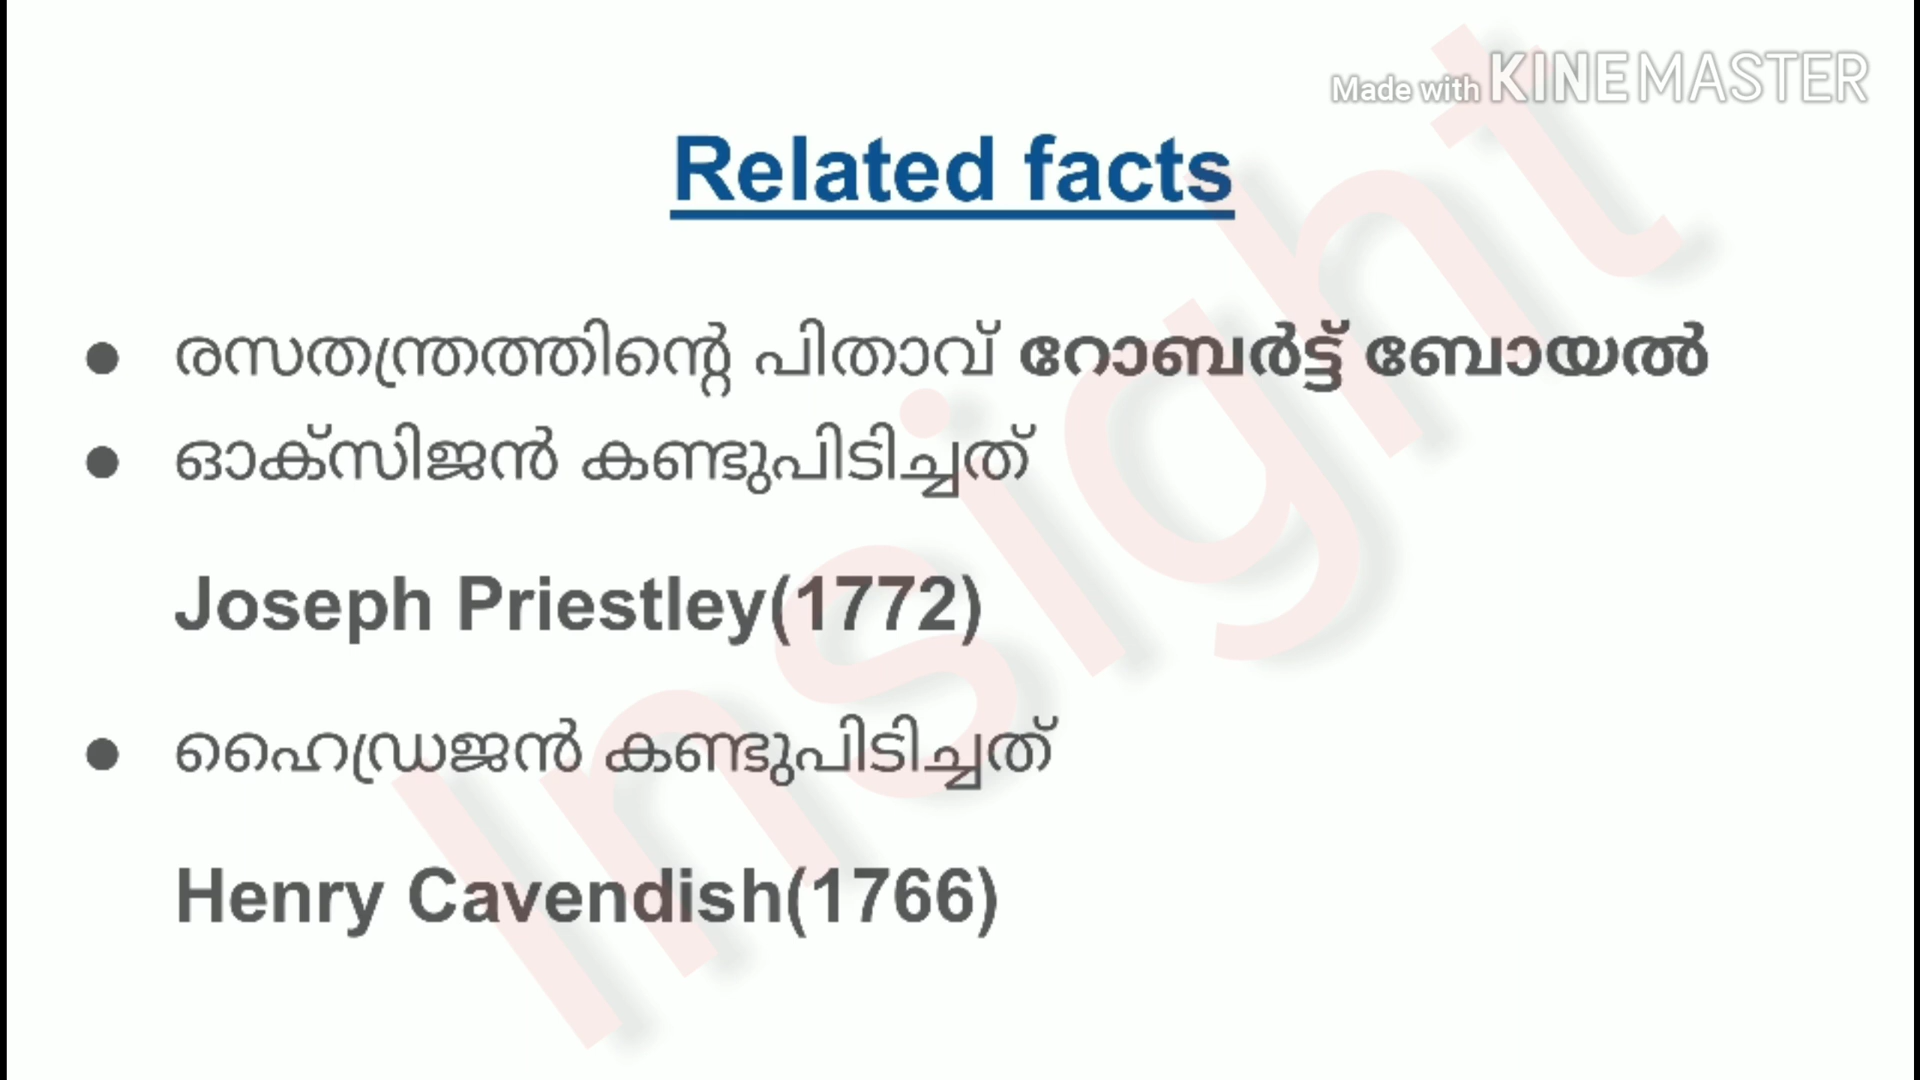 Made with KINEMASTER
Related facts
● രസതന്ത്രത്തിന്റെ പിതാവ് റോബർട്ട് ബോയൽ
● ഓക്സിജൻ കണ്ടുപിടിച്ചത്
Joseph Priestley(1772)
● ഹൈഡ്രജൻ കണ്ടുപിടിച്ചത്
Henry Cavendish(1766)
Insight